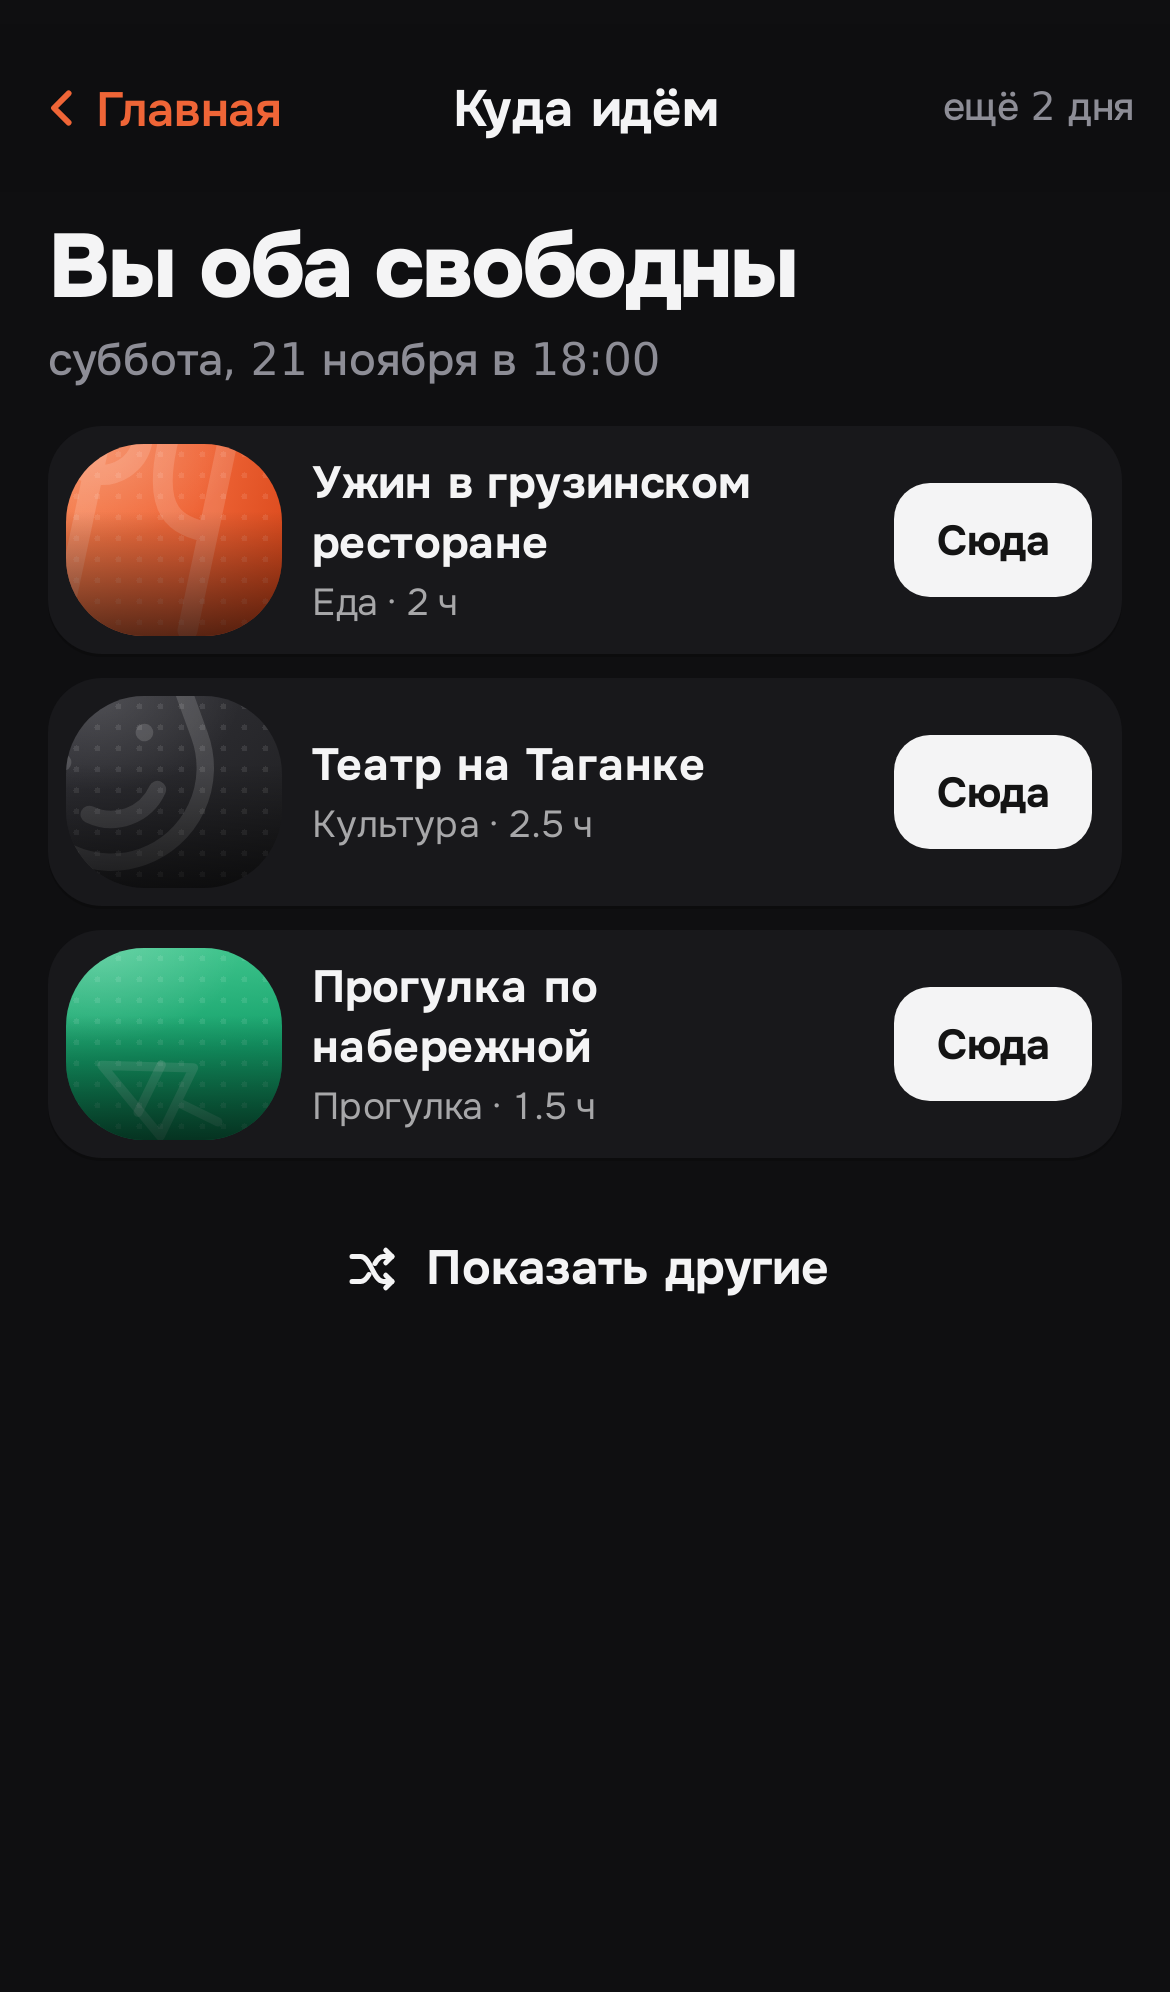 Главная
Куда идём
ещё 2 дня
Вы оба свободны
суббота, 21 ноября в 18:00
Ужин в грузинском
ресторане
Еда · 2 ч
Сюда
Театр на Таганке
Культура · 2.5 ч
Сюда
Прогулка по
набережной
Прогулка · 1.5 ч
Сюда
Показать другие